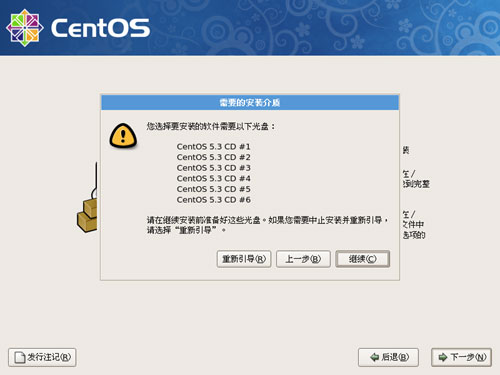 CentOS
需要的安装介质
您选择要安装的软件需要以下光盘：
CentOS 5.3 CD #1
CentOS 5.3 CD #2
CentOS 5.3 CD #3
CentOS 5.3 CD #4
CentOS 5.3 CD #5
CentOS 5.3 CD #6
请在继续安装前准备好这些光盘。如果您需要中止安装并重新引导，
请选择“重新引导”。
重新引导(R)
上一步(B)
继续(C)
装
在 /
到完整
在 /
文件中
选项的
发行注记(R)
后退(B)
下一步(N)